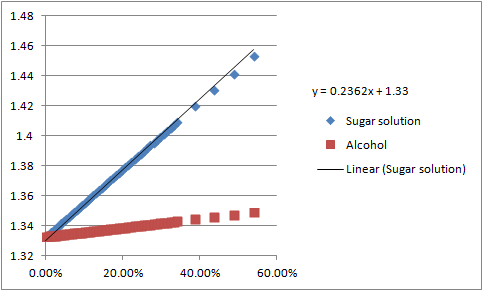 1.48
1.46
1.44
1.42
1.4
1.38
1.36
1.34
1.32
0.00% 20.00% 40.00% 60.00%
y = 0.2362x + 1.33
Sugar solution
Alcohol
Linear (Sugar solution)